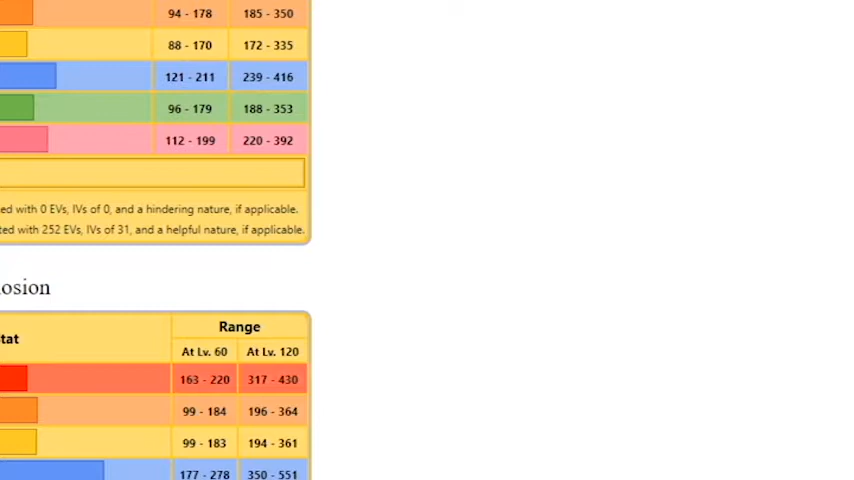 94 - 178 185 - 350
88 - 170 172 - 335
121 - 211 239 - 416
96 - 179 188 - 353
112 - 199 220 - 392
ed with 0 EVs, IVs of 0, and a hindering nature, if applicable.
ted with 252 EVs, IVs of 31, and a helpful nature, if applicable.
losion
tat Range
At Lv. 60 At Lv. 120
163 - 220 317 - 430
99 - 184 196 - 364
99 - 183 194 - 361
177 - 278 350 - 551